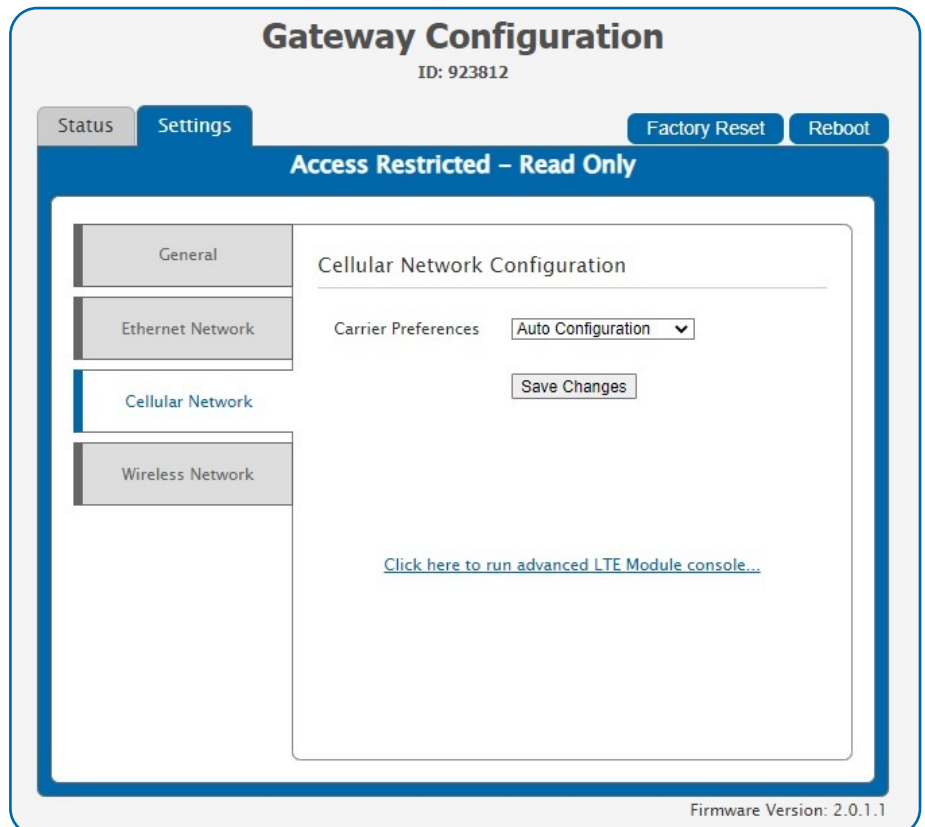 Gateway Configuration
ID: 923812
Status
Settings
Factory Reset
Reboot
Access Restricted – Read Only
General
Ethernet Network
Cellular Network
Wireless Network
Cellular Network Configuration
Carrier Preferences
Auto Configuration
Save Changes
Click here to run advanced LTE Module console...
Firmware Version: 2.0.1.1